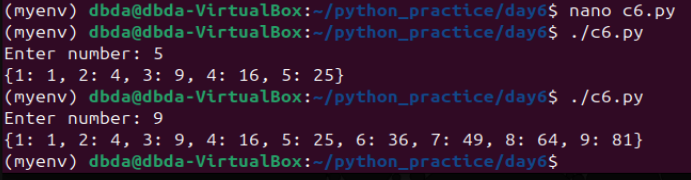 (myenv) dbda@dbda-VirtualBox:~/python_practice/day6$ nano c6.py
(myenv) dbda@dbda-VirtualBox:~/python_practice/day6$ ./c6.py
Enter number: 5
{1: 1, 2: 4, 3: 9, 4: 16, 5: 25}
(myenv) dbda@dbda-VirtualBox:~/python_practice/day6$ ./c6.py
Enter number: 9
{1: 1, 2: 4, 3: 9, 4: 16, 5: 25, 6: 36, 7: 49, 8: 64, 9: 81}
(myenv) dbda@dbda-VirtualBox:~/python_practice/day6$